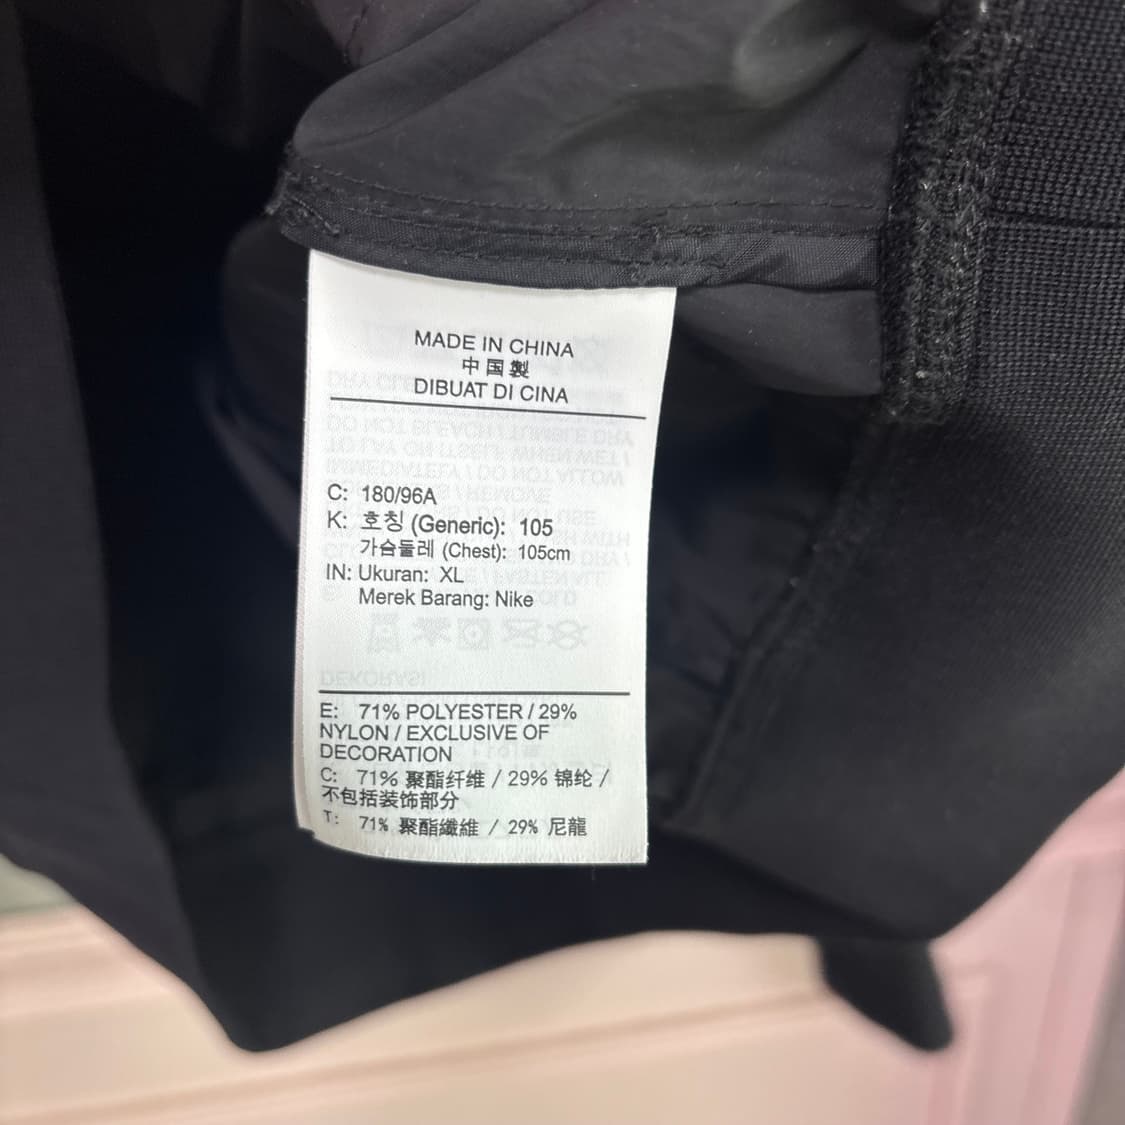 MADE IN CHINA
中国製
DIBUAT DI CINA
C: 180/96A
K: 호칭 (Generic): 105
가슴둘레 (Chest): 105cm
IN: Ukuran: XL
Merek Barang: Nike
E: 71% POLYESTER / 29%
NYLON / EXCLUSIVE OF
DECORATION
C: 71% 聚酯纤维 / 29% 锦纶 /
不包括装饰部分
T: 71% 聚酯纖維 / 29% 尼龍